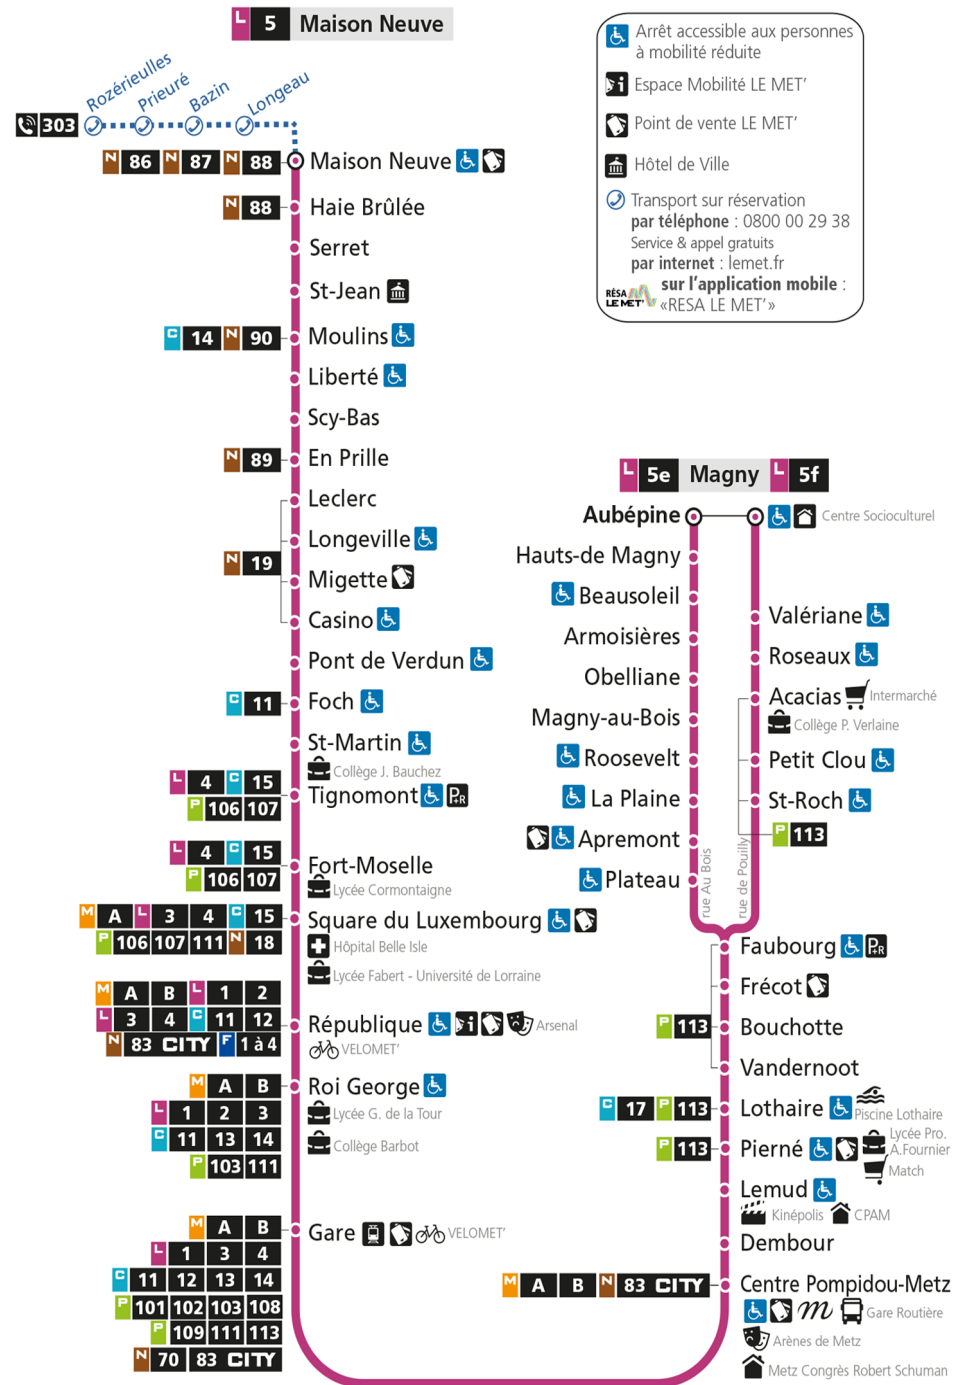 L 5 Maison Neuve
Arrêt accessible aux personnes
à mobilité réduite
Espace Mobilité LE MET'
Point de vente LE MET'
Hôtel de Ville
Transport sur réservation
par téléphone : 0800 00 29 38
Service & appel gratuits
par internet : lemet.fr
RÉSA LE MET' sur l'application mobile :
«RESA LE MET'»
Rozérieulles
Prieuré
Bazin
Longeau
303
N 86 N 87 N 88 Maison Neuve
N 88 Haie Brûlée
Serret
St-Jean
C 14 N 90 Moulins
Liberté
Scy-Bas
N 89 En Prille
Leclerc
Longeville
N 19
Migette
Casino
Pont de Verdun
C 11 Foch
St-Martin
Collège J. Bauchez
L 4 C 15
P 106 107
Tignomont P+R
L 4 C 15
P 106 107
Fort-Moselle
Lycée Cormontaigne
M A L 3 4 C 15
P 106 107 111 N 18
Square du Luxembourg
Hôpital Belle Isle
Lycée Fabert - Université de Lorraine
M A B L 1 2
L 3 4 C 11 12
N 83 CITY F 1 à 4
République Arsenal
VELOMET'
M A B Roi George
L 1 2 3 Lycée G. de la Tour
C 11 13 14 Collège Barbot
P 103 111
M A B Gare VELOMET'
L 1 3 4
C 11 12 13 14
P 101 102 103 108
P 109 111 113
N 70 83 CITY
L 5e Magny L 5f
Aubépine Centre Socioculturel
Hauts-de Magny
Beausoleil
Armoisières
Obelliane
Magny-au-Bois
Roosevelt
La Plaine
Apremont
Plateau
rue Au Bois
Valériane
Roseaux
Acacias Intermarché
Collège P. Verlaine
Petit Clou
St-Roch
P 113
rue de Pouilly
Faubourg P+R
Frécot
P 113 Bouchotte
Vandernoot
C 17 P 113 Lothaire Piscine Lothaire
P 113 Pierné Lycée Pro.
A.Fournier
Match
Lemud
Kinépolis CPAM
Dembour
M A B N 83 CITY Centre Pompidou-Metz
m Gare Routière
Arènes de Metz
Metz Congrès Robert Schuman